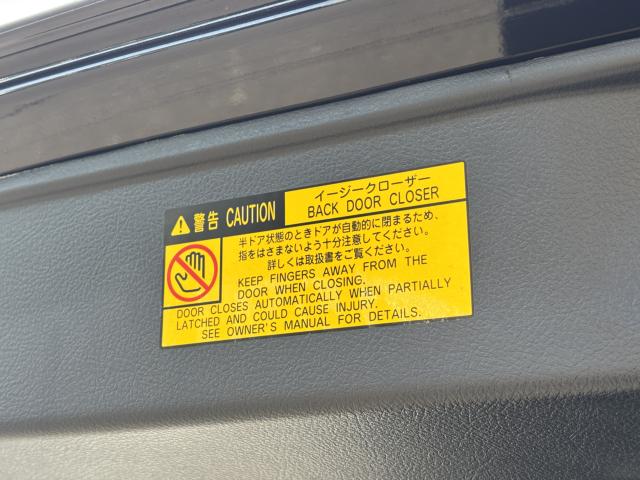 警告 CAUTION
イージークローザー
BACK DOOR CLOSER
半ドア状態のときドアが自動的に閉まるため、
指をはさまないよう十分注意してください。
詳しくは取扱書をご覧ください。
KEEP FINGERS AWAY FROM THE
DOOR WHEN CLOSING.
DOOR CLOSES AUTOMATICALLY WHEN PARTIALLY
LATCHED AND COULD CAUSE INJURY.
SEE OWNER'S MANUAL FOR DETAILS.